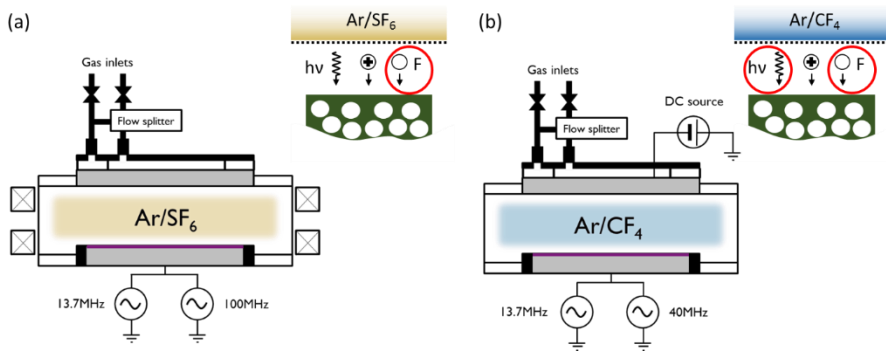 (a)
Ar/SF6
hν
F
Gas inlets
Flow splitter
Ar/SF6
13.7MHz
100MHz
(b)
Ar/CF4
hν
F
Gas inlets
DC source
Flow splitter
Ar/CF4
13.7MHz
40MHz